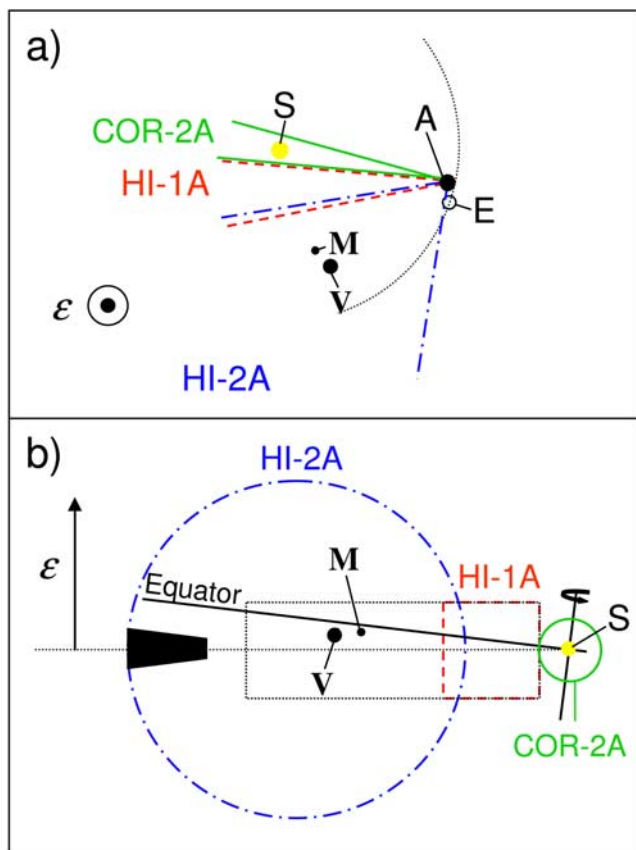 a)
S
A
COR-2A
HI-1A
E
M
V
ε
HI-2A
b)
HI-2A
ε
Equator
M
HI-1A
S
V
COR-2A